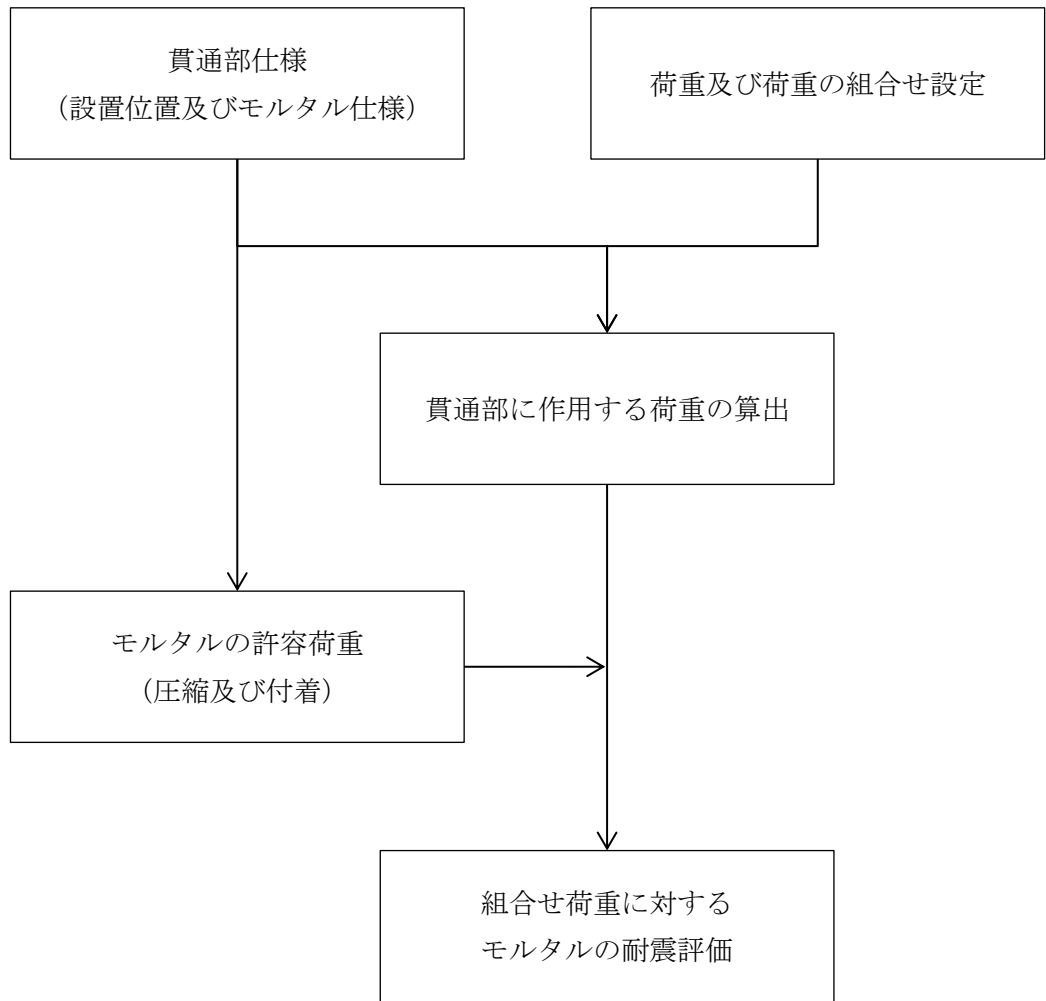 貫通部仕様
（設置位置及びモルタル仕様）
荷重及び荷重の組合せ設定
貫通部に作用する荷重の算出
モルタルの許容荷重
（圧縮及び付着）
組合せ荷重に対する
モルタルの耐震評価